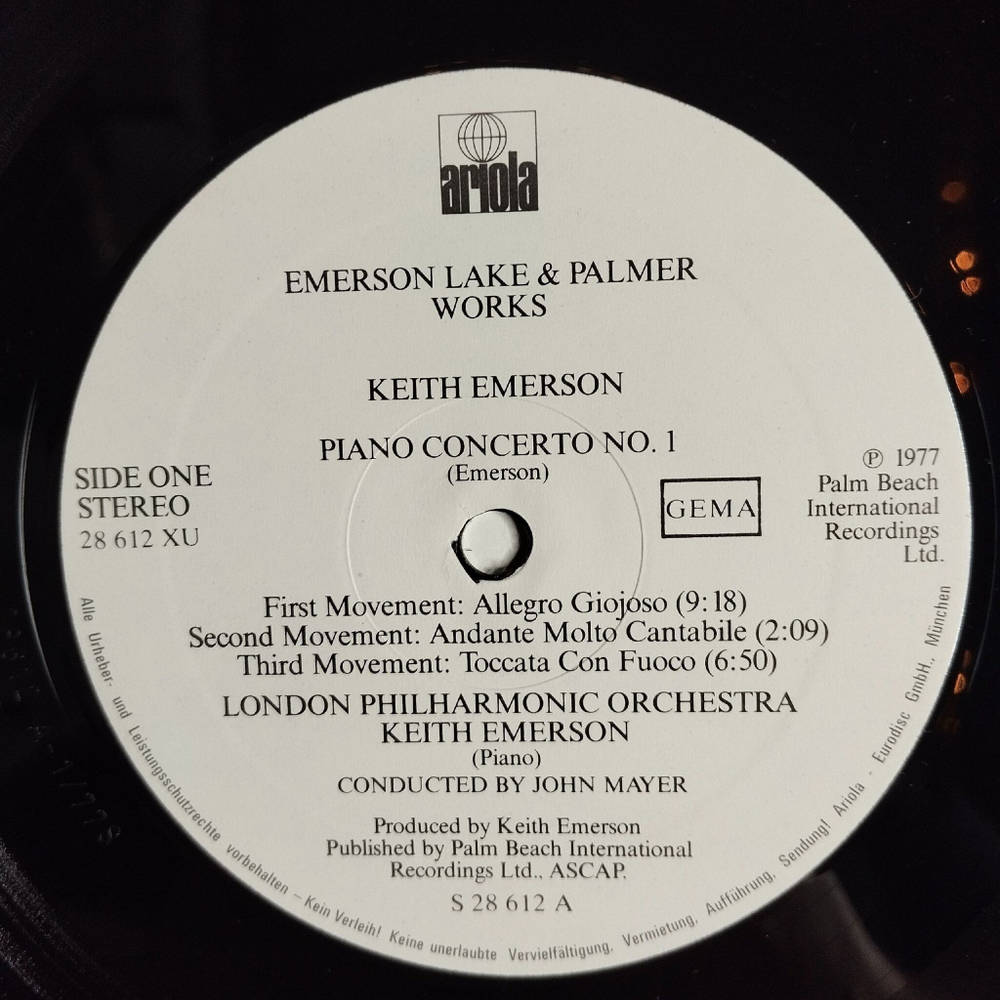 ariola
EMERSON LAKE & PALMER
WORKS
KEITH EMERSON
PIANO CONCERTO NO. 1
(Emerson)
SIDE ONE
STEREO
28 612 XU
GEMA
℗ 1977
Palm Beach
International
Recordings
Ltd.
First Movement: Allegro Giojoso (9:18)
Second Movement: Andante Molto Cantabile (2:09)
Third Movement: Toccata Con Fuoco (6:50)
LONDON PHILHARMONIC ORCHESTRA
KEITH EMERSON
(Piano)
CONDUCTED BY JOHN MAYER
Produced by Keith Emerson
Published by Palm Beach International
Recordings Ltd., ASCAP.
S 28 612 A
Alle Urheber- und Leistungsschutzrechte vorbehalten – Kein Verleih! Keine unerlaubte Vervielfältigung, Vermietung, Aufführung, Sendung! Ariola - Eurodisc GmbH., München